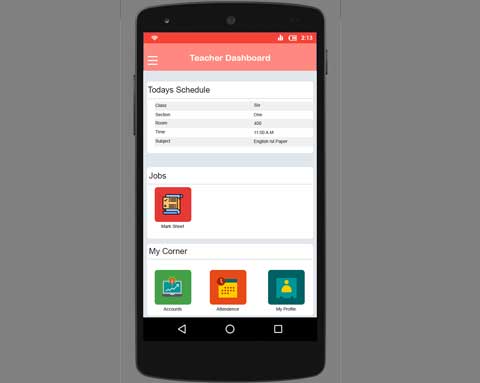 2:13
Teacher Dashboard
Todays Schedule
Class Six
Section One
Room 400
Time 11:00 A.M
Subject English Ist Paper
Jobs
Mark Sheet
My Corner
Accounts Attendence My Profile